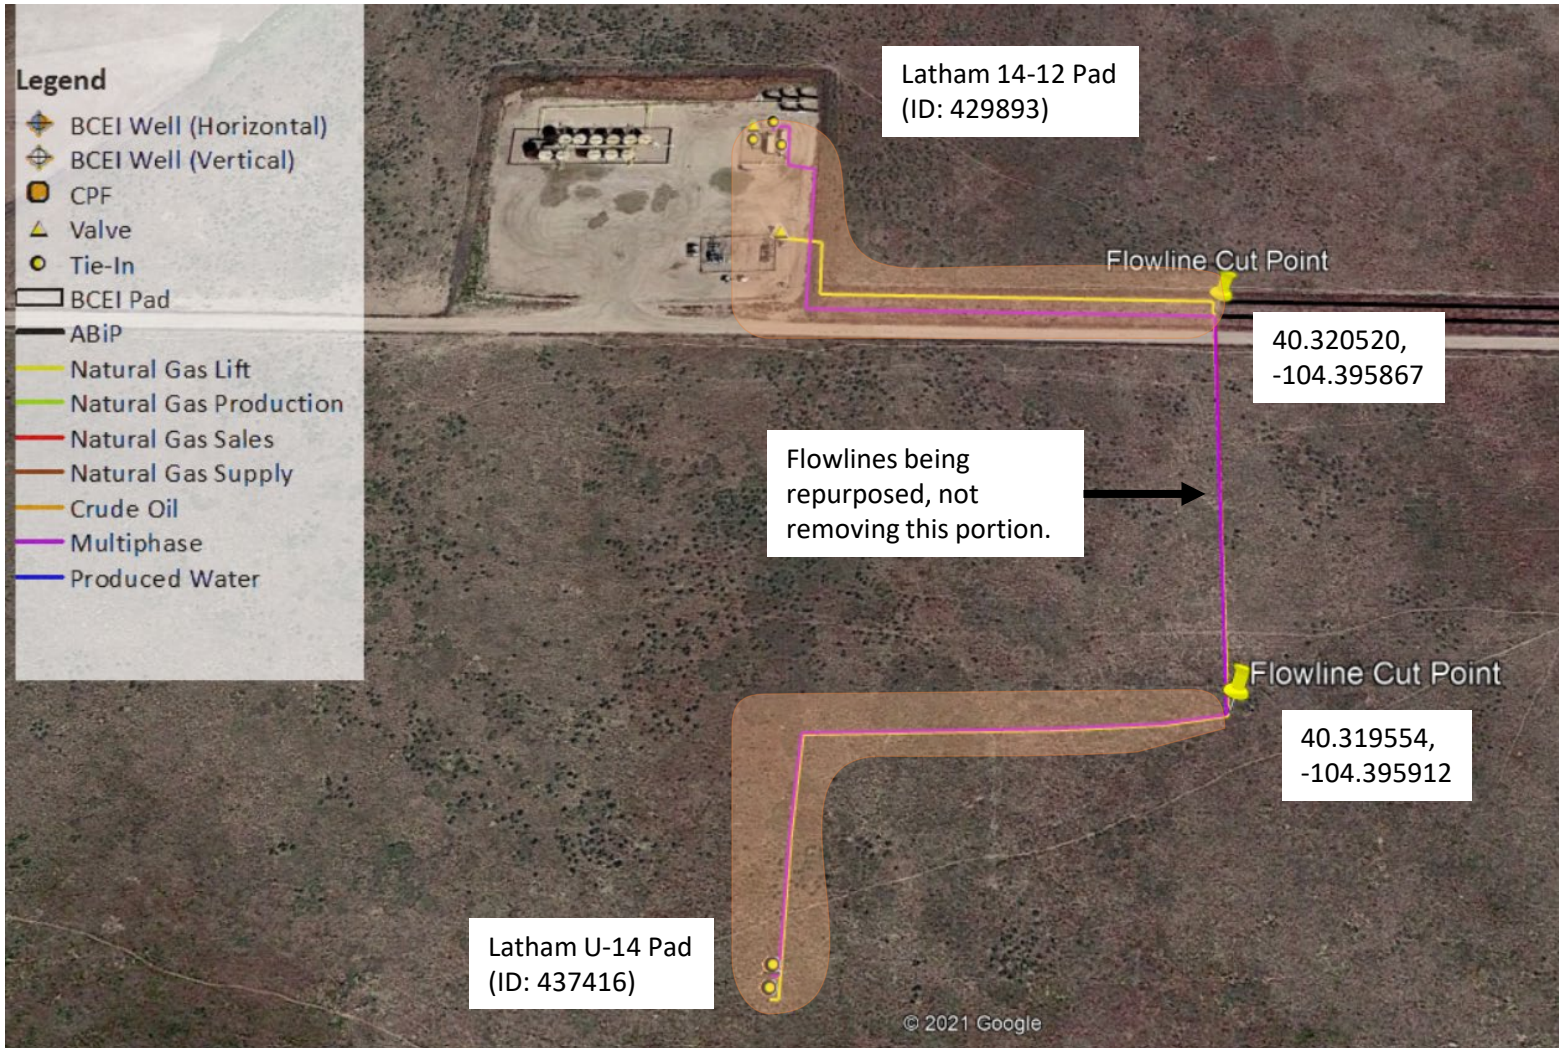 Legend
BCEI Well (Horizontal)
BCEI Well (Vertical)
CPF
Valve
Tie-In
BCEI Pad
ABiP
Natural Gas Lift
Natural Gas Production
Natural Gas Sales
Natural Gas Supply
Crude Oil
Multiphase
Produced Water
Latham 14-12 Pad
(ID: 429893)
Flowline Cut Point
40.320520,
-104.395867
Flowlines being
repurposed, not
removing this portion.
Flowline Cut Point
40.319554,
-104.395912
Latham U-14 Pad
(ID: 437416)
© 2021 Google